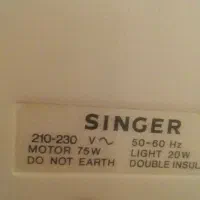 SINGER
210-230 V~ 50-60 Hz
MOTOR 75W LIGHT 20W
DO NOT EARTH DOUBLE INSUL